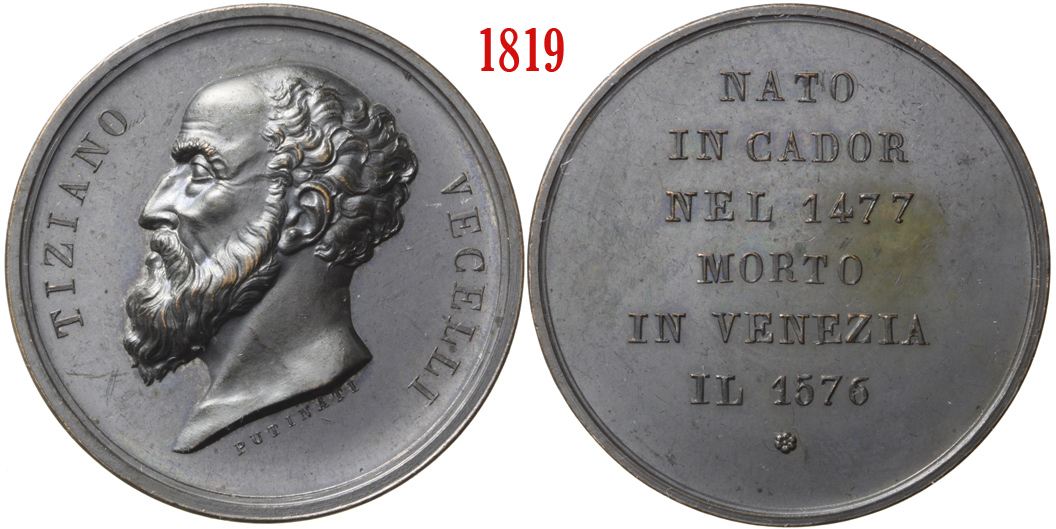 1819
TIZIANO VECELLI
PUTINATI
NATO
IN CADOR
NEL 1477
MORTO
IN VENEZIA
IL 1576